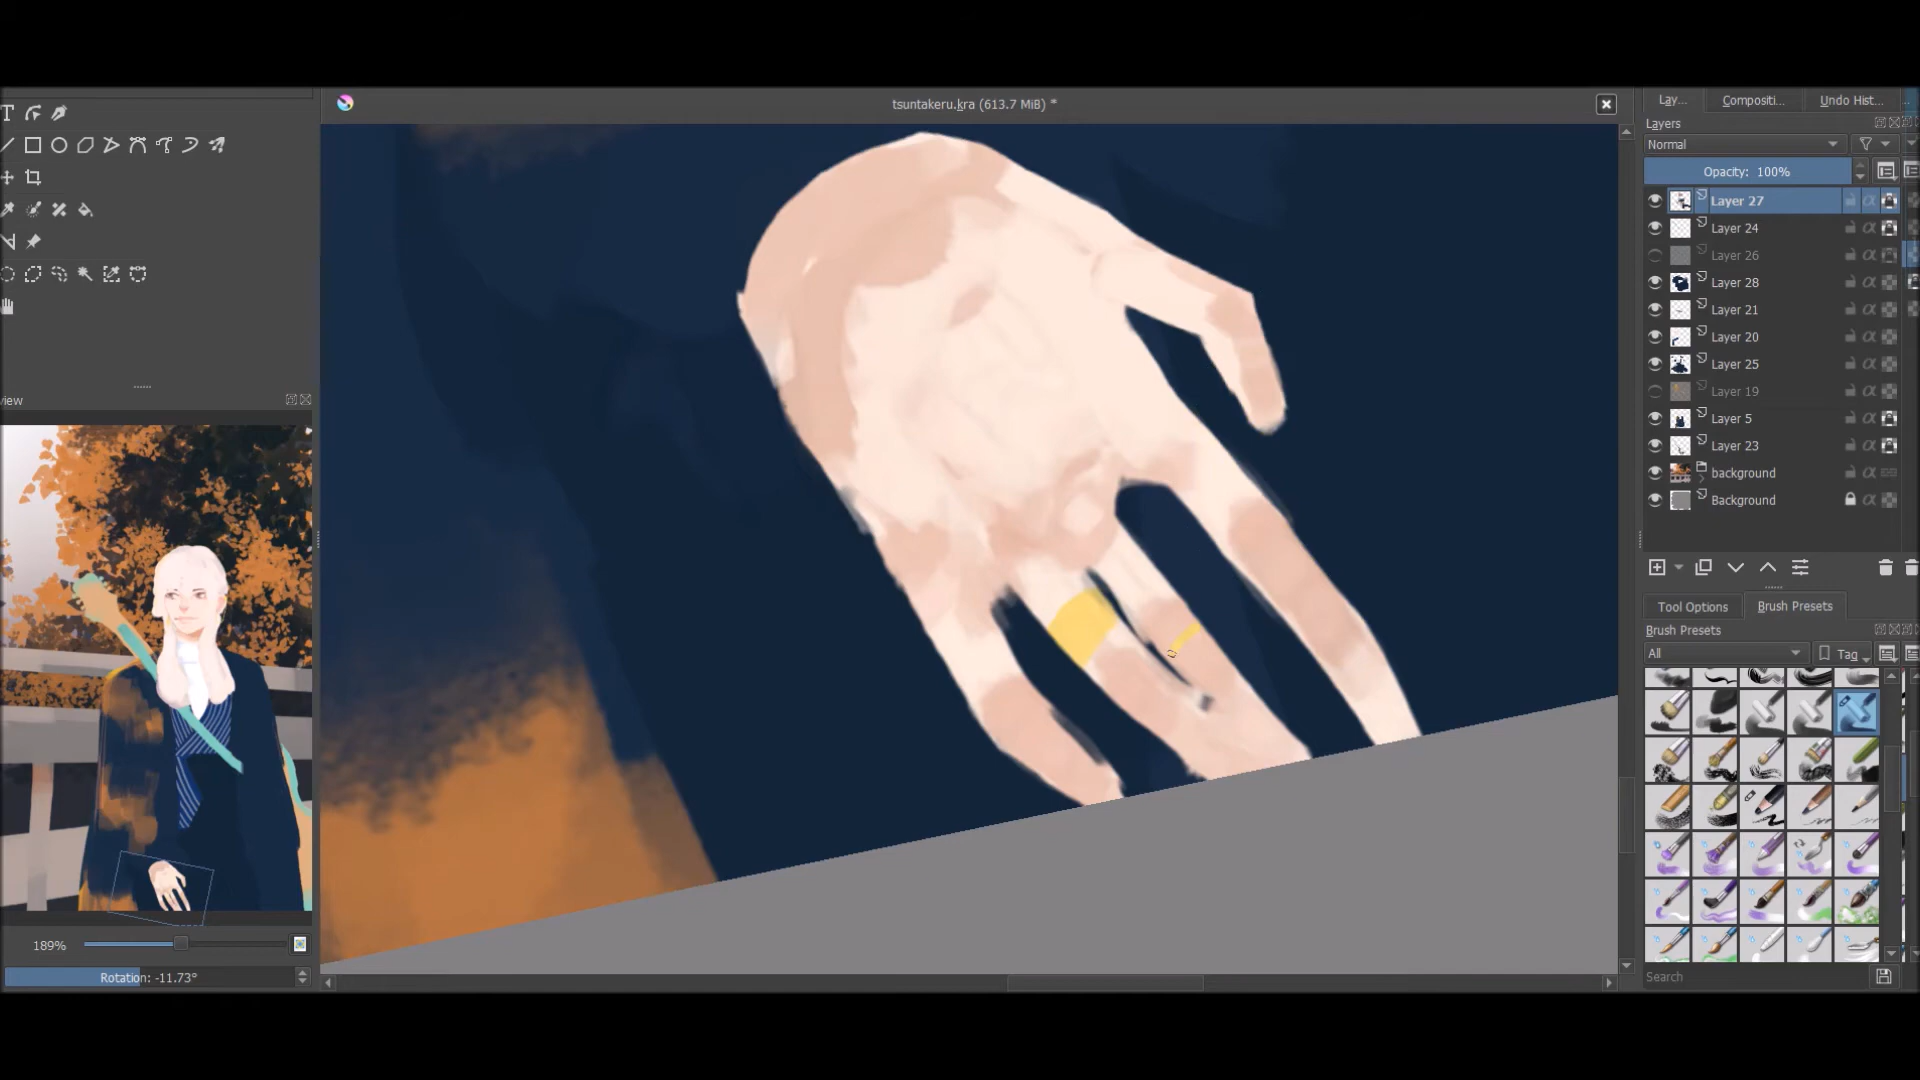 tsuntakeru.kra (613.7 MiB) *
Lay...
Compositi...
Undo Hist...
Layers
Normal
Opacity: 100%
Layer 27
Layer 24
Layer 26
Layer 28
Layer 21
Layer 20
Layer 25
Layer 19
Layer 5
Layer 23
background
Background
Tool Options
Brush Presets
Brush Presets
All
Tag
Search
view
189%
Rotation: -11.73°